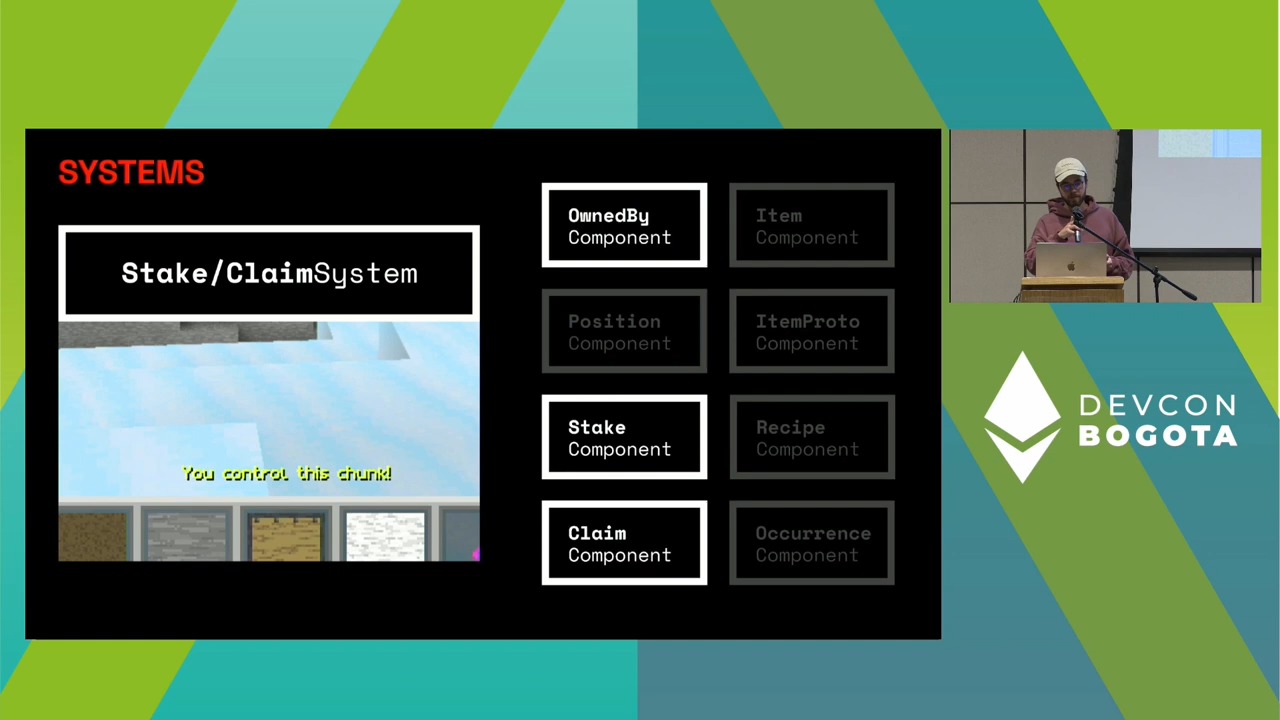 SYSTEMS
Stake/ClaimSystem
You control this chunk!
OwnedBy
Component
Item
Component
Position
Component
ItemProto
Component
Stake
Component
Recipe
Component
Claim
Component
Occurrence
Component
DEVCON
BOGOTA